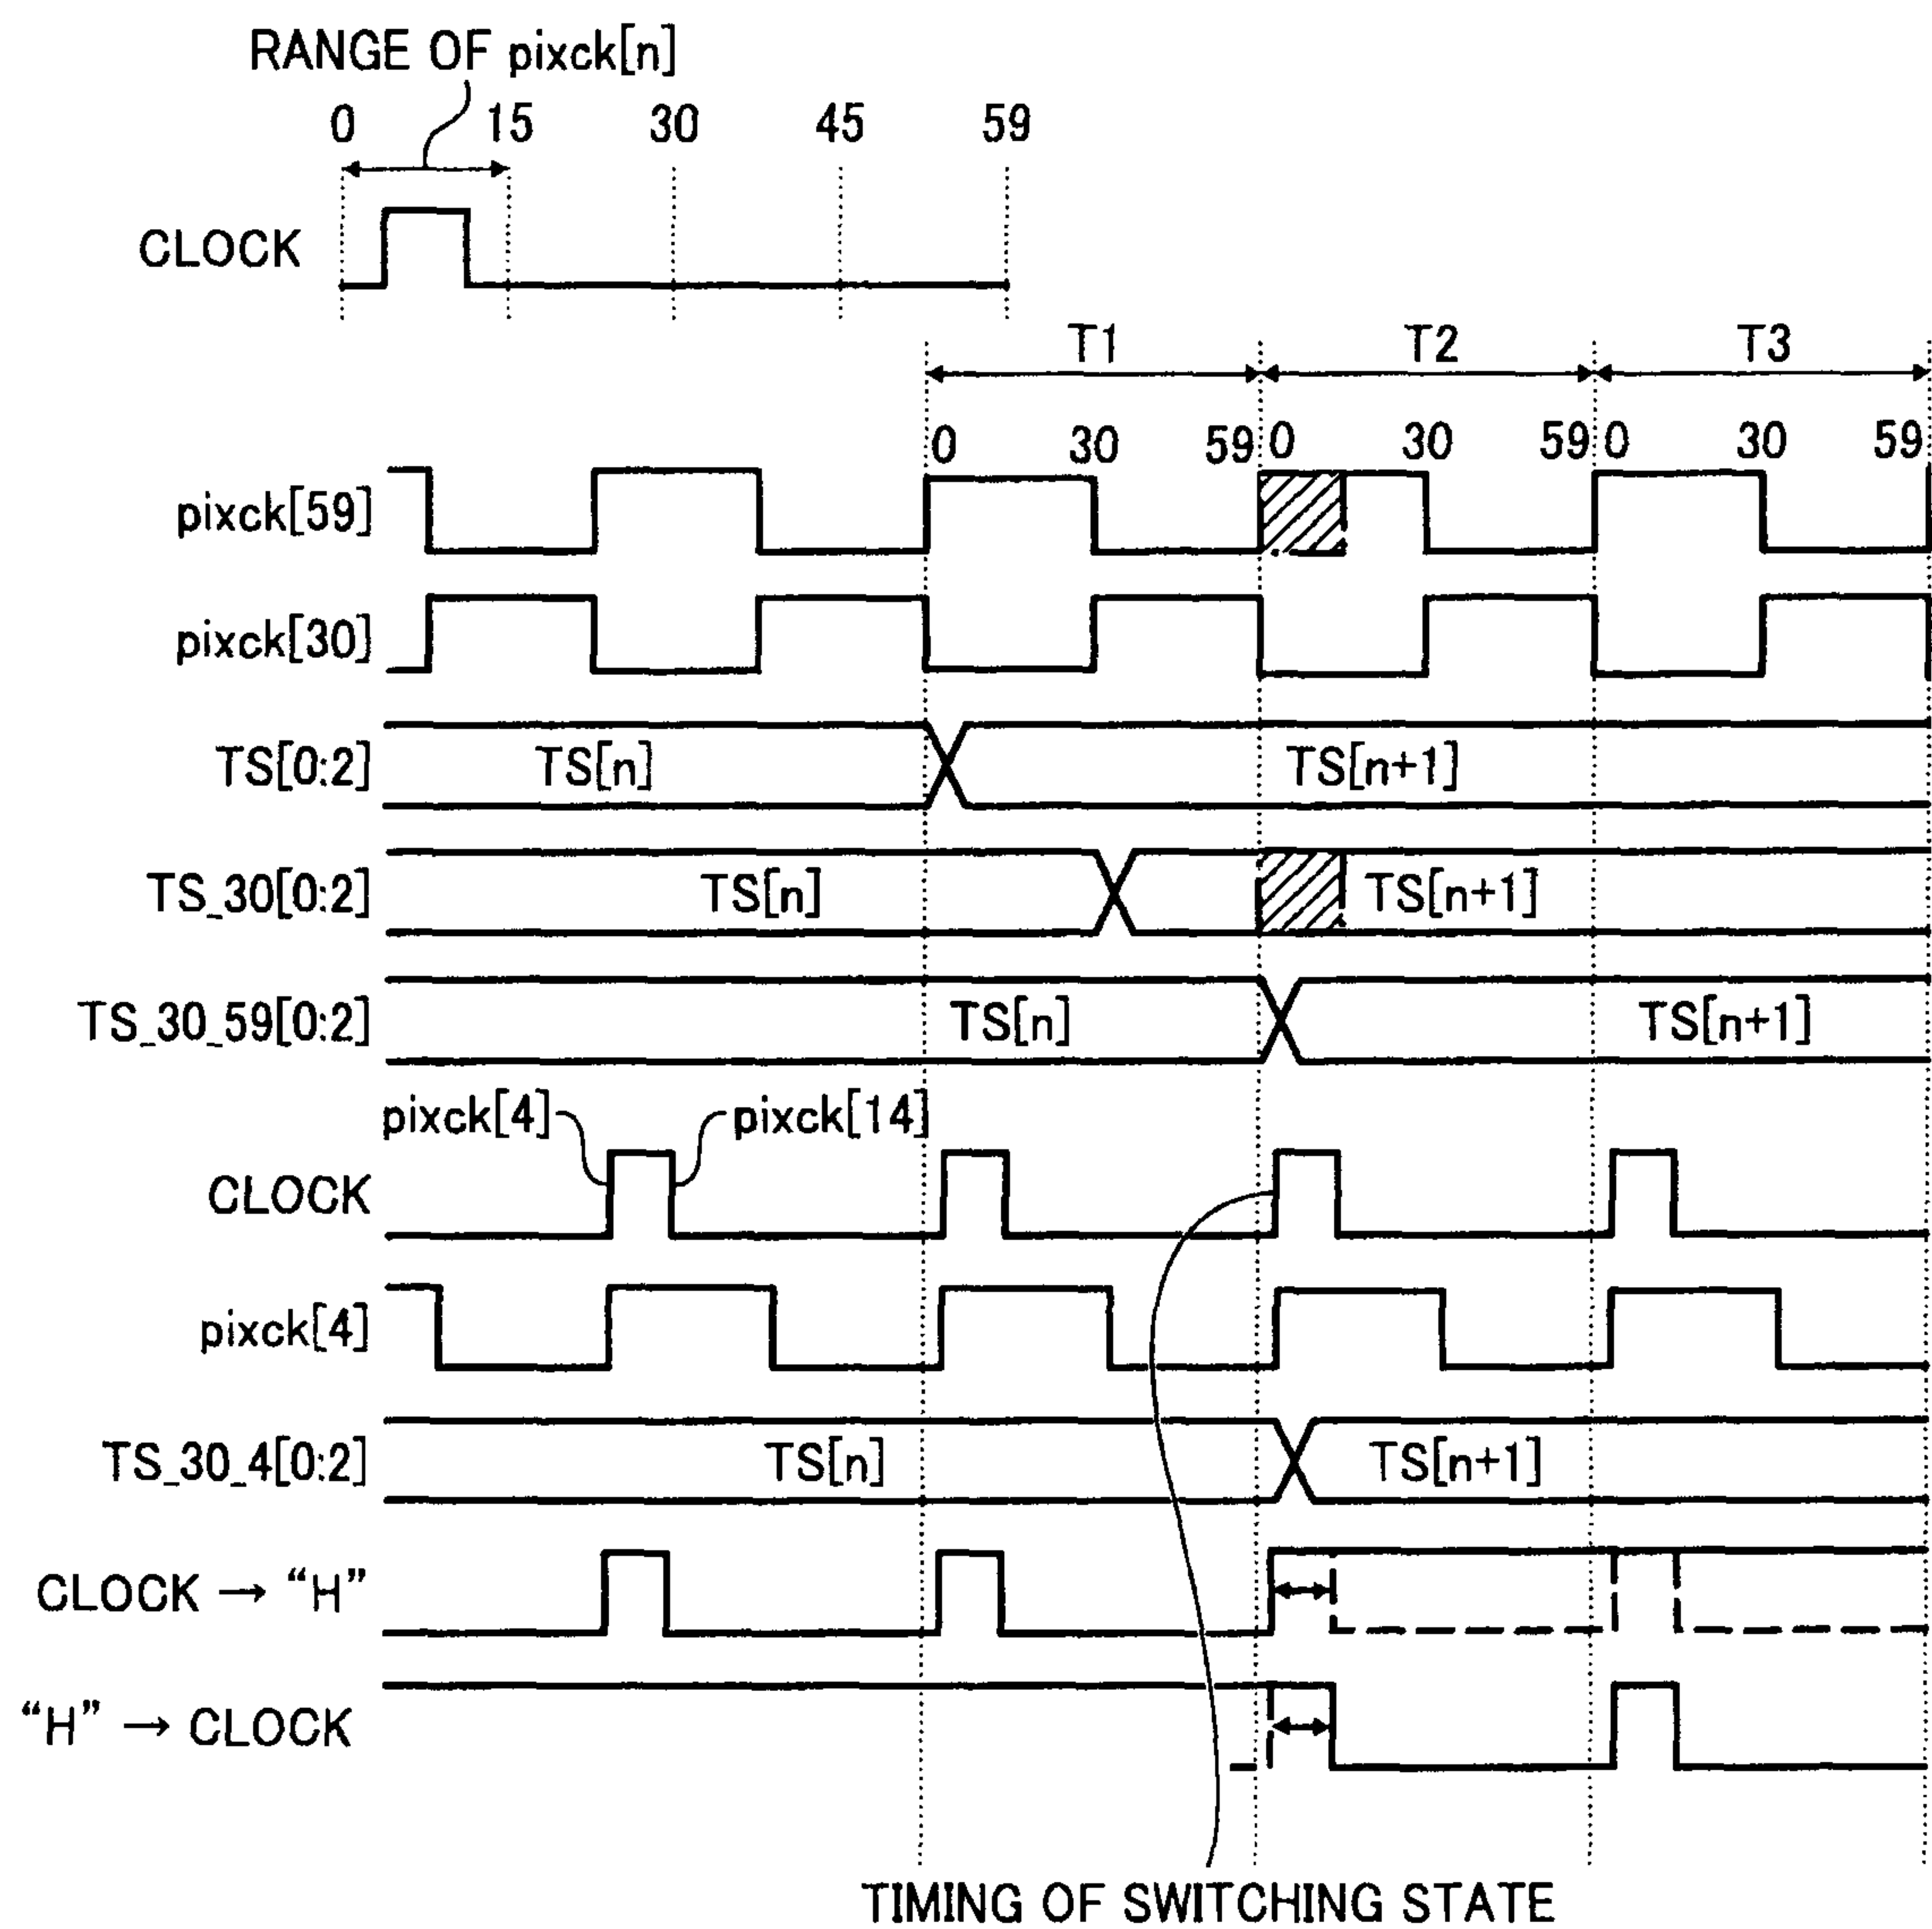 RANGE OF pixck[n]
0 15 30 45 59
CLOCK
T1 T2 T3
0 30 59 0 30 59 0 30 59
pixck[59]
pixck[30]
TS[0:2] TS[n] TS[n+1]
TS_30[0:2] TS[n] TS[n+1]
TS_30_59[0:2] TS[n] TS[n+1]
pixck[4] pixck[14]
CLOCK
pixck[4]
TS_30_4[0:2] TS[n] TS[n+1]
CLOCK → “H”
“H” → CLOCK
TIMING OF SWITCHING STATE